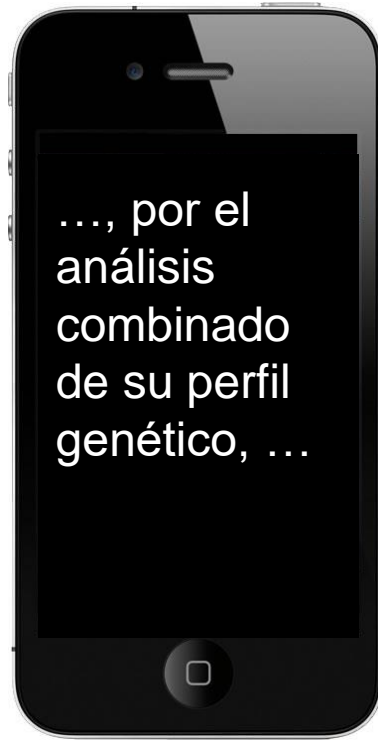 …, por el
análisis
combinado
de su perfil
genético, …